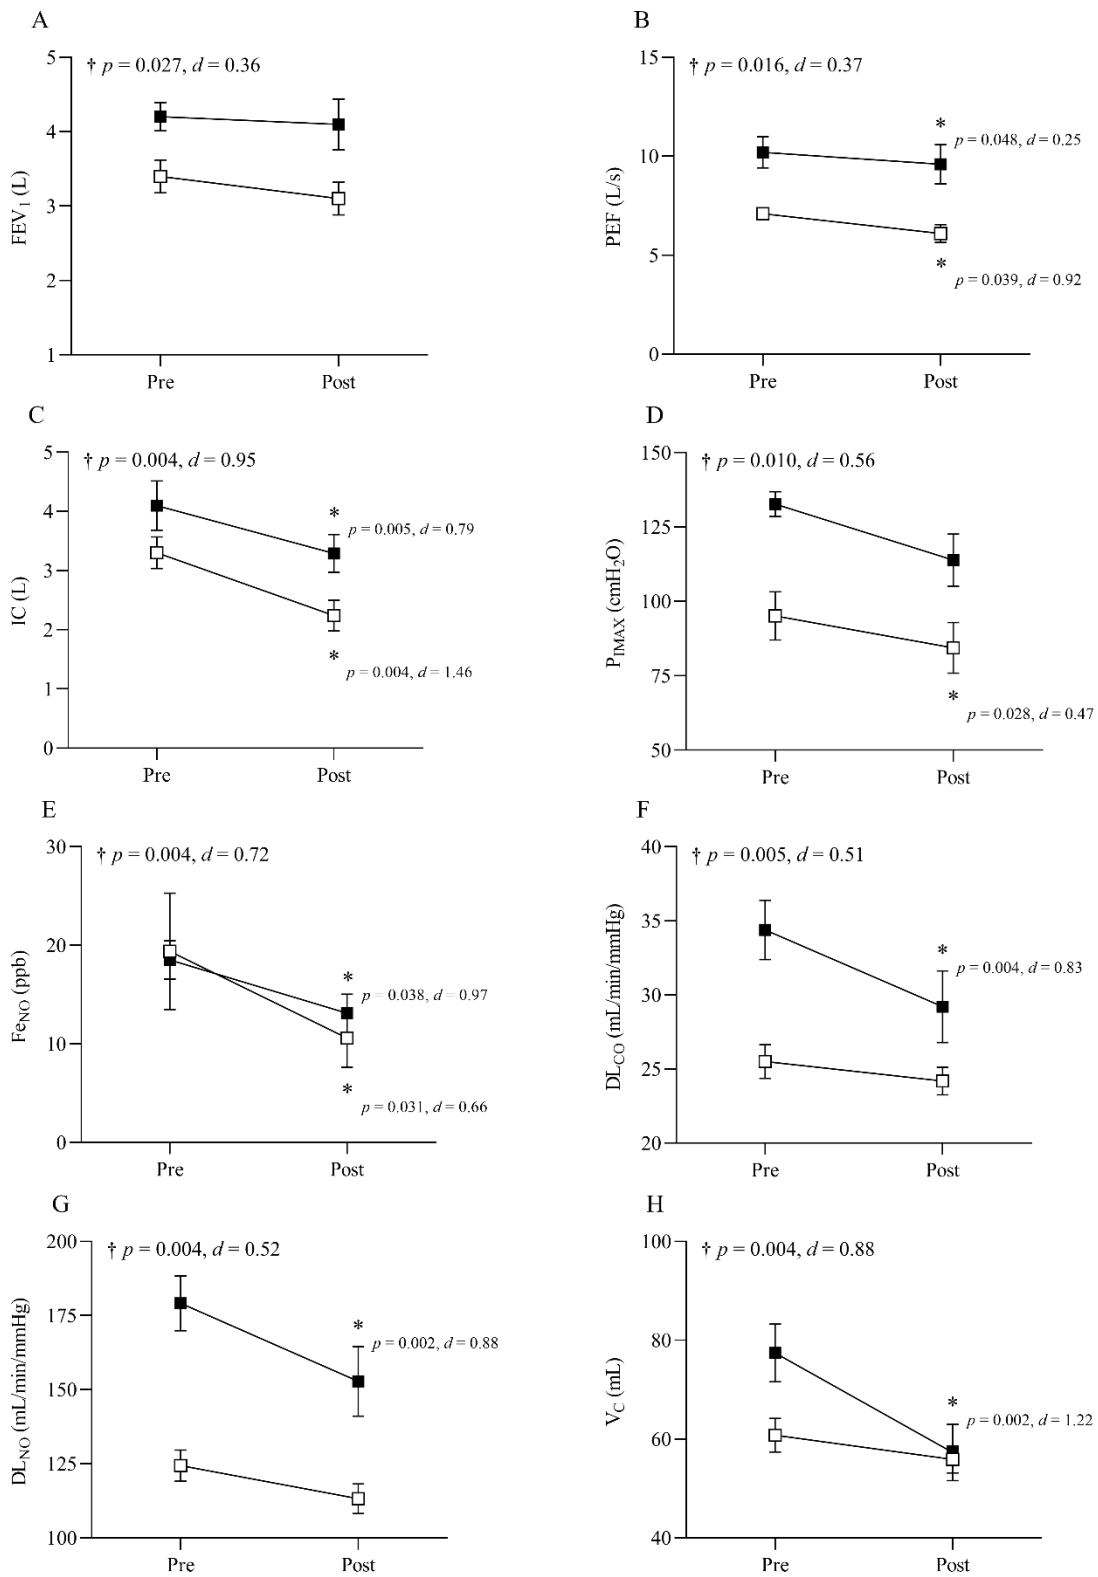 A
† p = 0.027, d = 0.36
5
4
3
2
1
FEV1 (L)
Pre
Post
B
† p = 0.016, d = 0.37
15
10
5
0
PEF (L/s)
*
p = 0.048, d = 0.25
*
p = 0.039, d = 0.92
Pre
Post
C
† p = 0.004, d = 0.95
5
4
3
2
1
0
IC (L)
*
p = 0.005, d = 0.79
*
p = 0.004, d = 1.46
Pre
Post
D
† p = 0.010, d = 0.56
150
125
100
75
50
PIMAX (cmH2O)
*
p = 0.028, d = 0.47
Pre
Post
E
† p = 0.004, d = 0.72
30
20
10
0
FeNO (ppb)
*
p = 0.038, d = 0.97
*
p = 0.031, d = 0.66
Pre
Post
F
† p = 0.005, d = 0.51
40
35
30
25
20
DLCO (mL/min/mmHg)
*
p = 0.004, d = 0.83
Pre
Post
G
† p = 0.004, d = 0.52
200
175
150
125
100
DLNO (mL/min/mmHg)
*
p = 0.002, d = 0.88
Pre
Post
H
† p = 0.004, d = 0.88
100
80
60
40
VC (mL)
*
p = 0.002, d = 1.22
Pre
Post